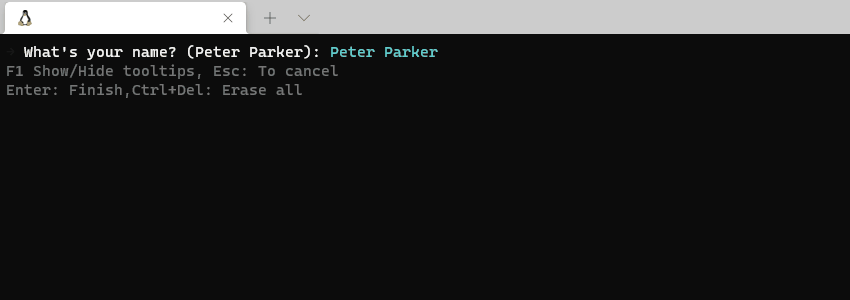 What's your name? (Peter Parker): Peter Parker
F1 Show/Hide tooltips, Esc: To cancel
Enter: Finish,Ctrl+Del: Erase all